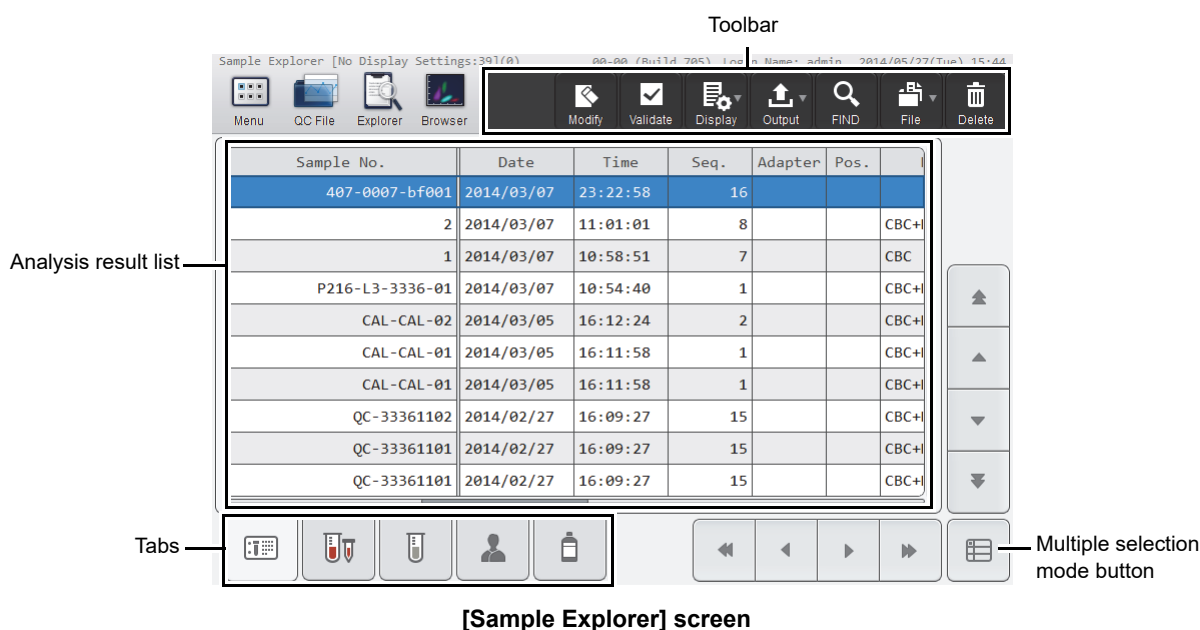 Toolbar
Sample Explorer [No Display Settings:39](0) 00-00 (Build 705) Login Name: admin 2014/05/27(Tue) 15:44
Menu QC File Explorer Browser Modify Validate Display Output FIND File Delete
Sample No. Date Time Seq. Adapter Pos.
407-0007-bf001 2014/03/07 23:22:58 16
2 2014/03/07 11:01:01 8 CBC+
Analysis result list
1 2014/03/07 10:58:51 7 CBC
P216-L3-3336-01 2014/03/07 10:54:40 1 CBC+
CAL-CAL-02 2014/03/05 16:12:24 2 CBC+
CAL-CAL-01 2014/03/05 16:11:58 1 CBC+
CAL-CAL-01 2014/03/05 16:11:58 1 CBC+
QC-33361102 2014/02/27 16:09:27 15 CBC+
QC-33361101 2014/02/27 16:09:27 15 CBC+
QC-33361101 2014/02/27 16:09:27 15 CBC+
Tabs
Multiple selection
mode button
[Sample Explorer] screen